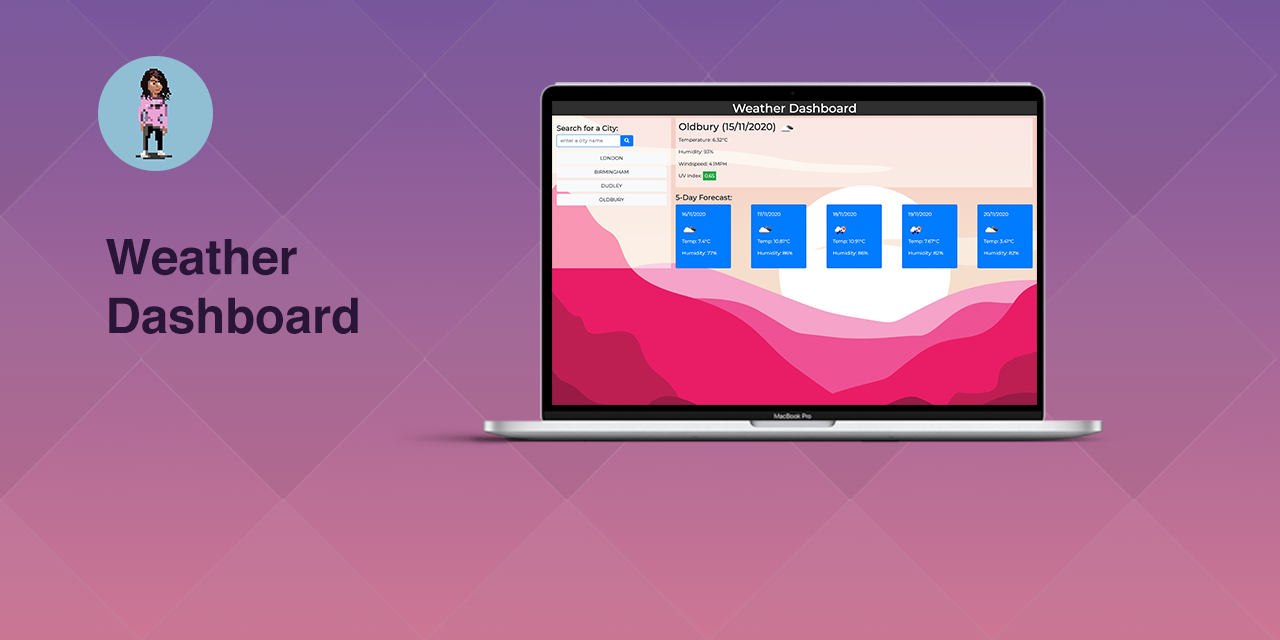 Weather
Dashboard
Weather Dashboard
Search for a City:
enter a city name
LONDON
BIRMINGHAM
DUDLEY
OLDBURY
Oldbury (15/11/2020)
Temperature: 6.32°C
Humidity: 93%
Windspeed: 4.1MPH
UV Index: 0.65
5-Day Forecast:
16/11/2020
Temp: 7.4°C
Humidity: 77%
17/11/2020
Temp: 10.81°C
Humidity: 86%
18/11/2020
Temp: 10.91°C
Humidity: 86%
19/11/2020
Temp: 7.67°C
Humidity: 82%
20/11/2020
Temp: 3.41°C
Humidity: 82%
MacBook Pro